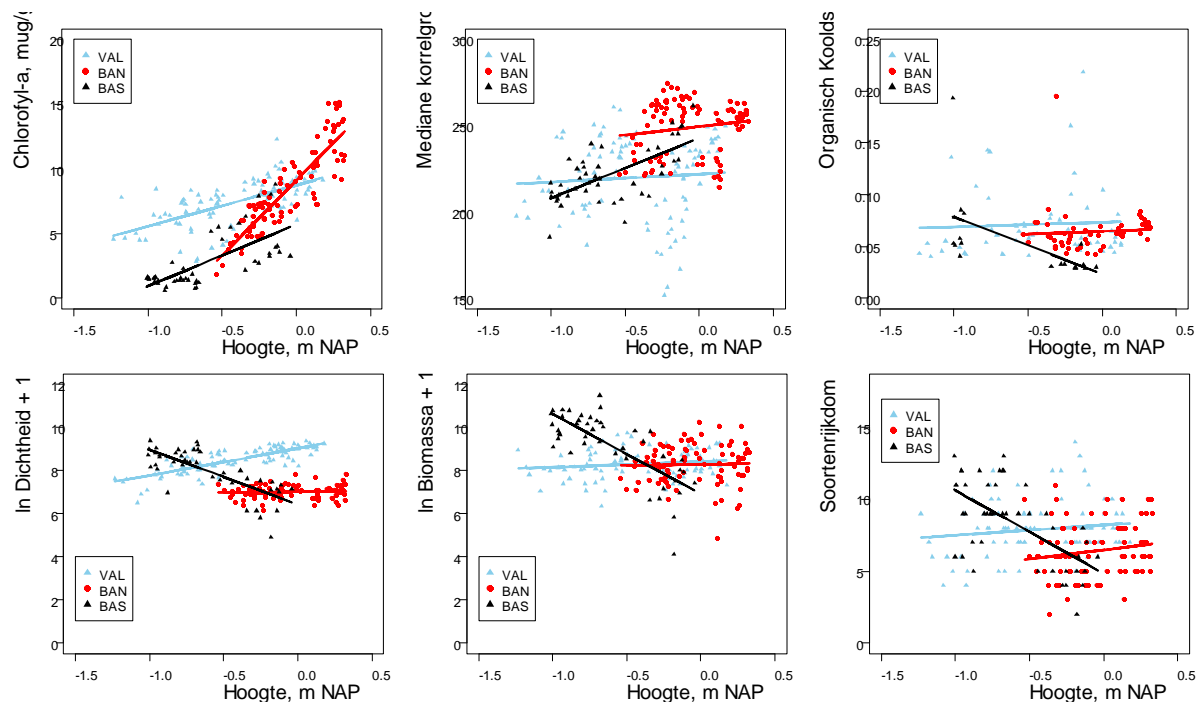 Chlorofyl-a, mug/g
20
15
10
5
0
VAL
BAN
BAS
-1.5 -1.0 -0.5 0.0 0.5
Hoogte, m NAP
Mediane korrelgro
300
250
200
150
VAL
BAN
BAS
-1.5 -1.0 -0.5 0.0 0.5
Hoogte, m NAP
Organisch Koolds
0.25
0.20
0.15
0.10
0.05
0.00
VAL
BAN
BAS
-1.5 -1.0 -0.5 0.0 0.5
Hoogte, m NAP
ln Dichtheid + 1
12
10
8
6
4
2
0
VAL
BAN
BAS
-1.5 -1.0 -0.5 0.0 0.5
Hoogte, m NAP
ln Biomassa + 1
12
10
8
6
4
2
0
VAL
BAN
BAS
-1.5 -1.0 -0.5 0.0 0.5
Hoogte, m NAP
Soortenrijkdom
15
10
5
0
VAL
BAN
BAS
-1.5 -1.0 -0.5 0.0 0.5
Hoogte, m NAP